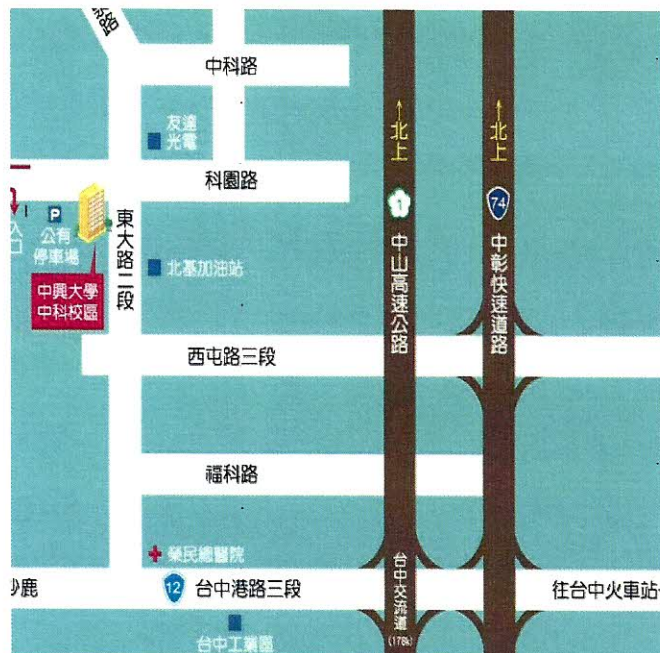 中科路
友達
光電
科園路
入
口
P
公有
停車場
中興大學
中科校區
東大路二段
北基加油站
←北上
1
中山高速公路
←北上
74
中彰快速道路
西屯路三段
福科路
榮民總醫院
沙鹿
12
台中港路三段
台中交流道
(178k)
往台中火車站
台中工業區